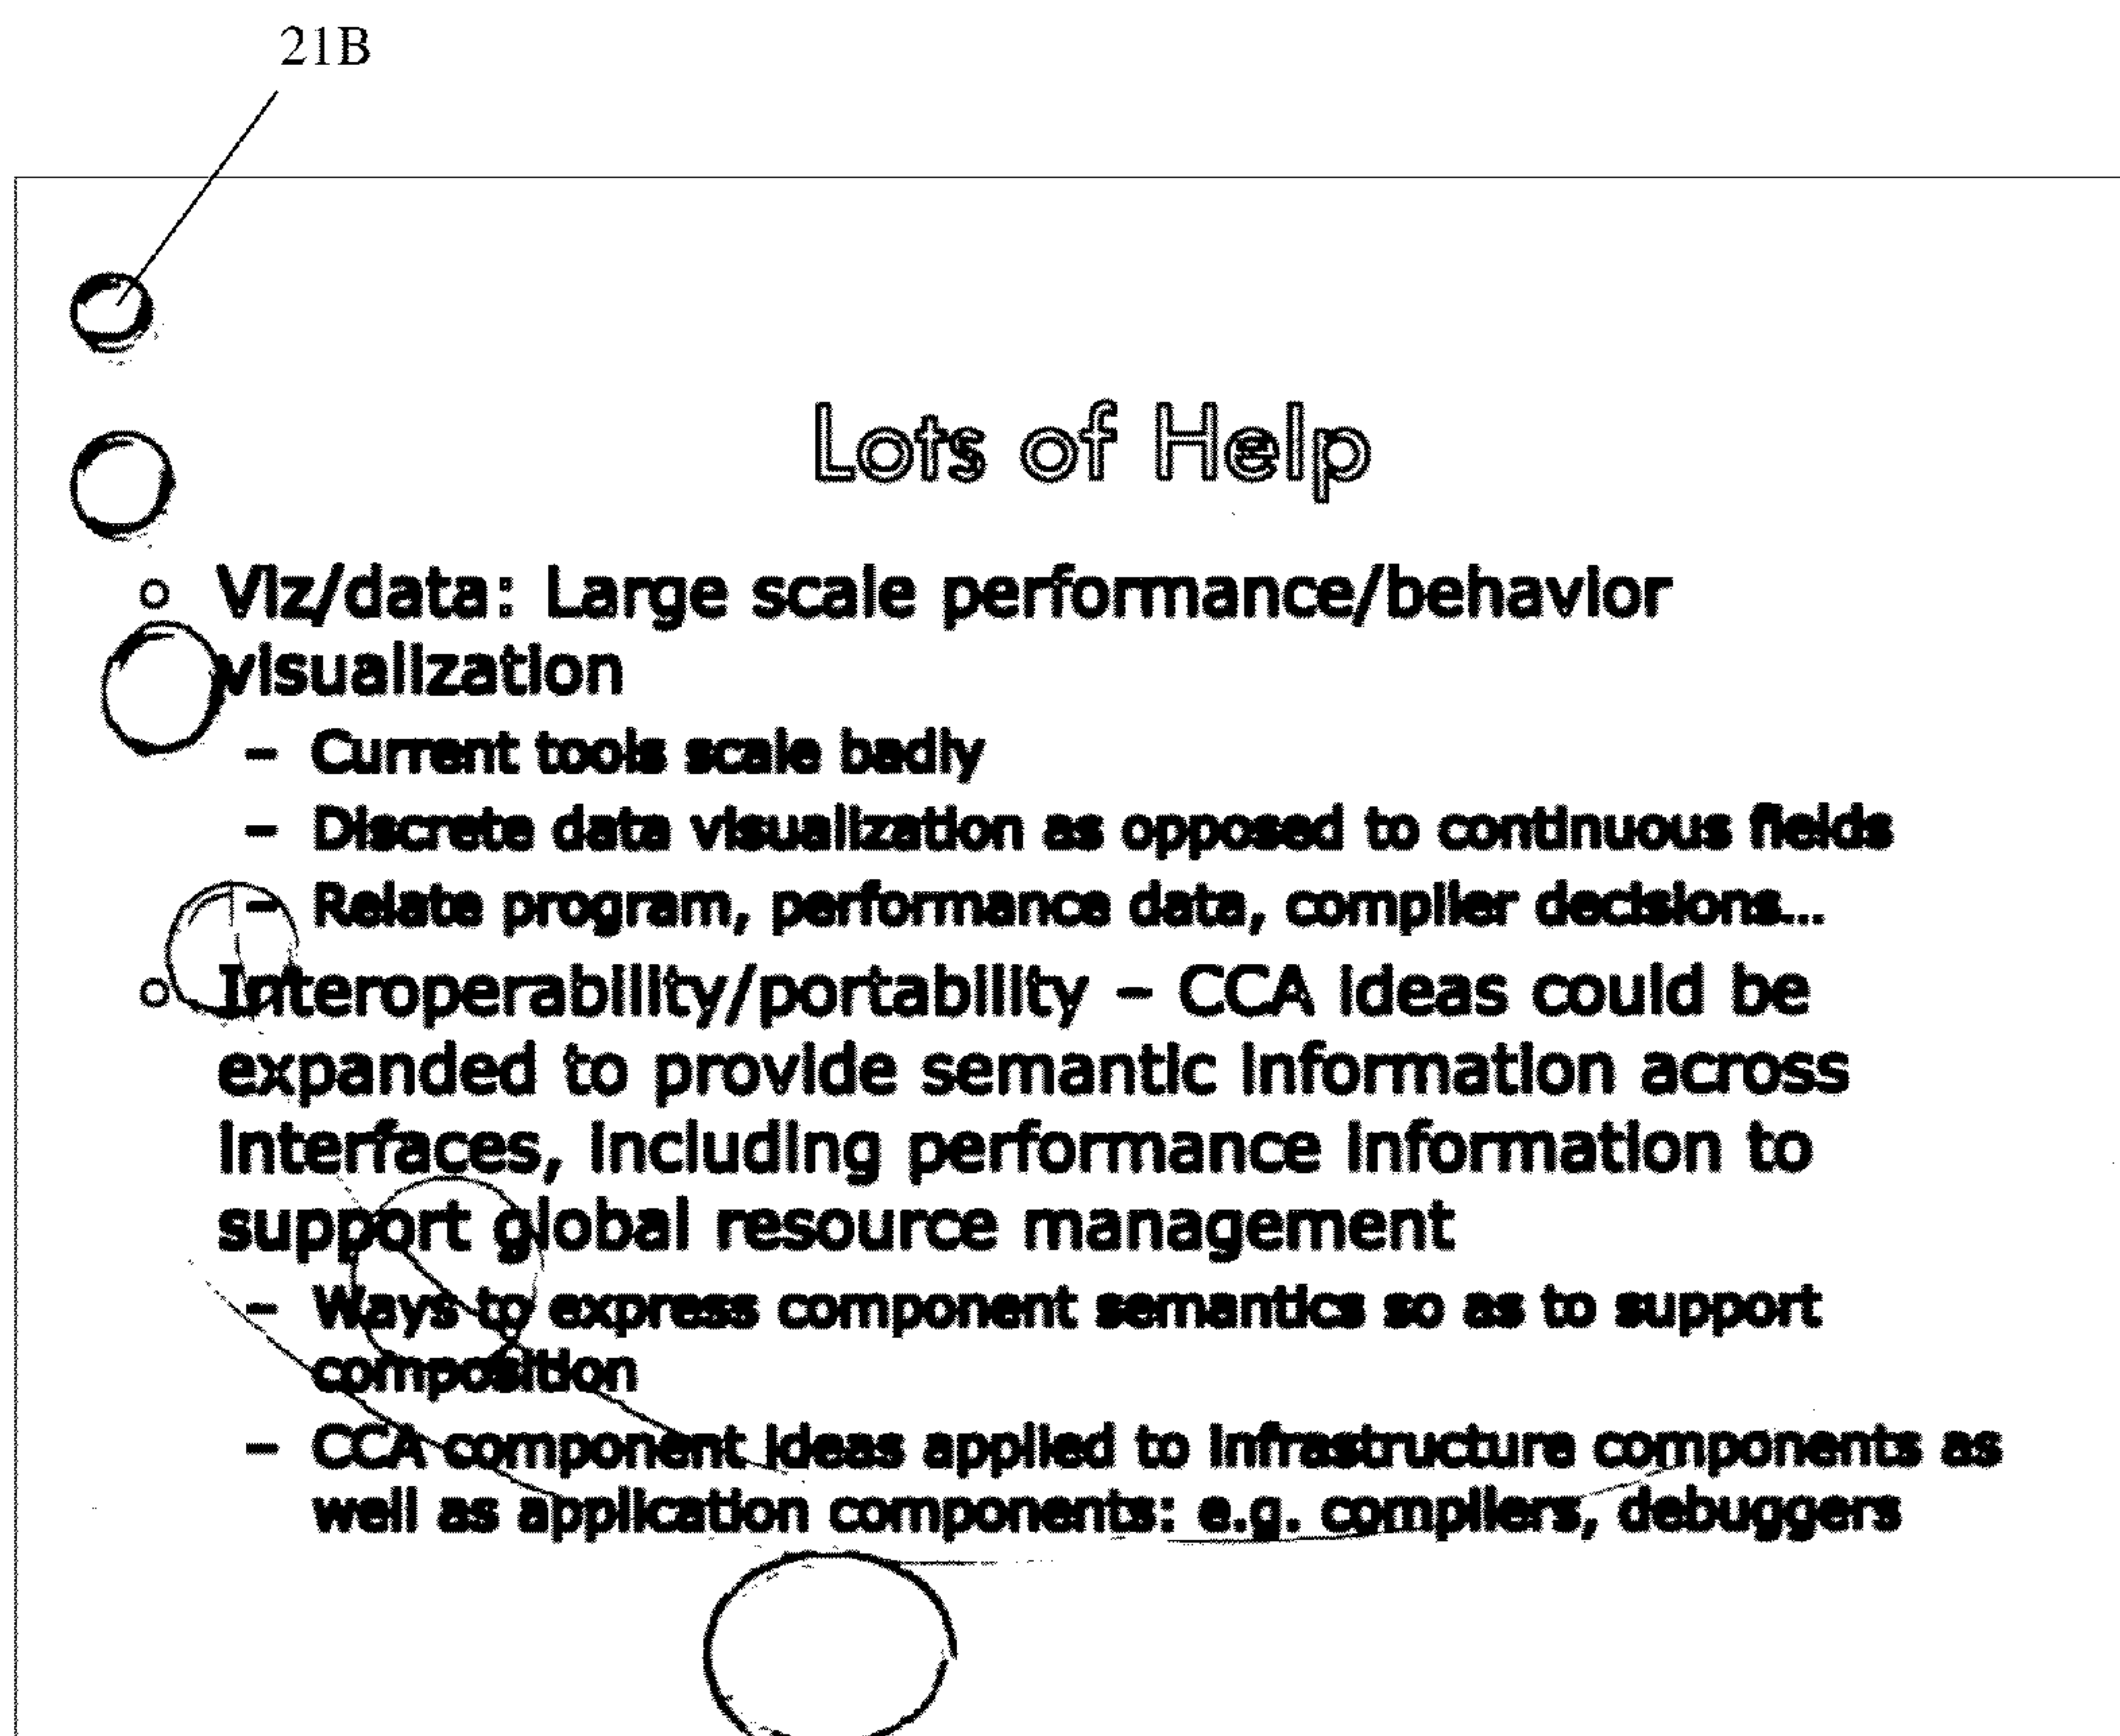 21B
Lots of Help
Viz/data: Large scale performance/behavior
visualization
– Current tools scale badly
– Discrete data visualization as opposed to continuous fields
– Relate program, performance data, compiler decisions...
Interoperability/portability – CCA ideas could be
expanded to provide semantic information across
interfaces, including performance information to
support global resource management
– Ways to express component semantics so as to support
composition
– CCA component ideas applied to infrastructure components as
well as application components: e.g. compilers, debuggers